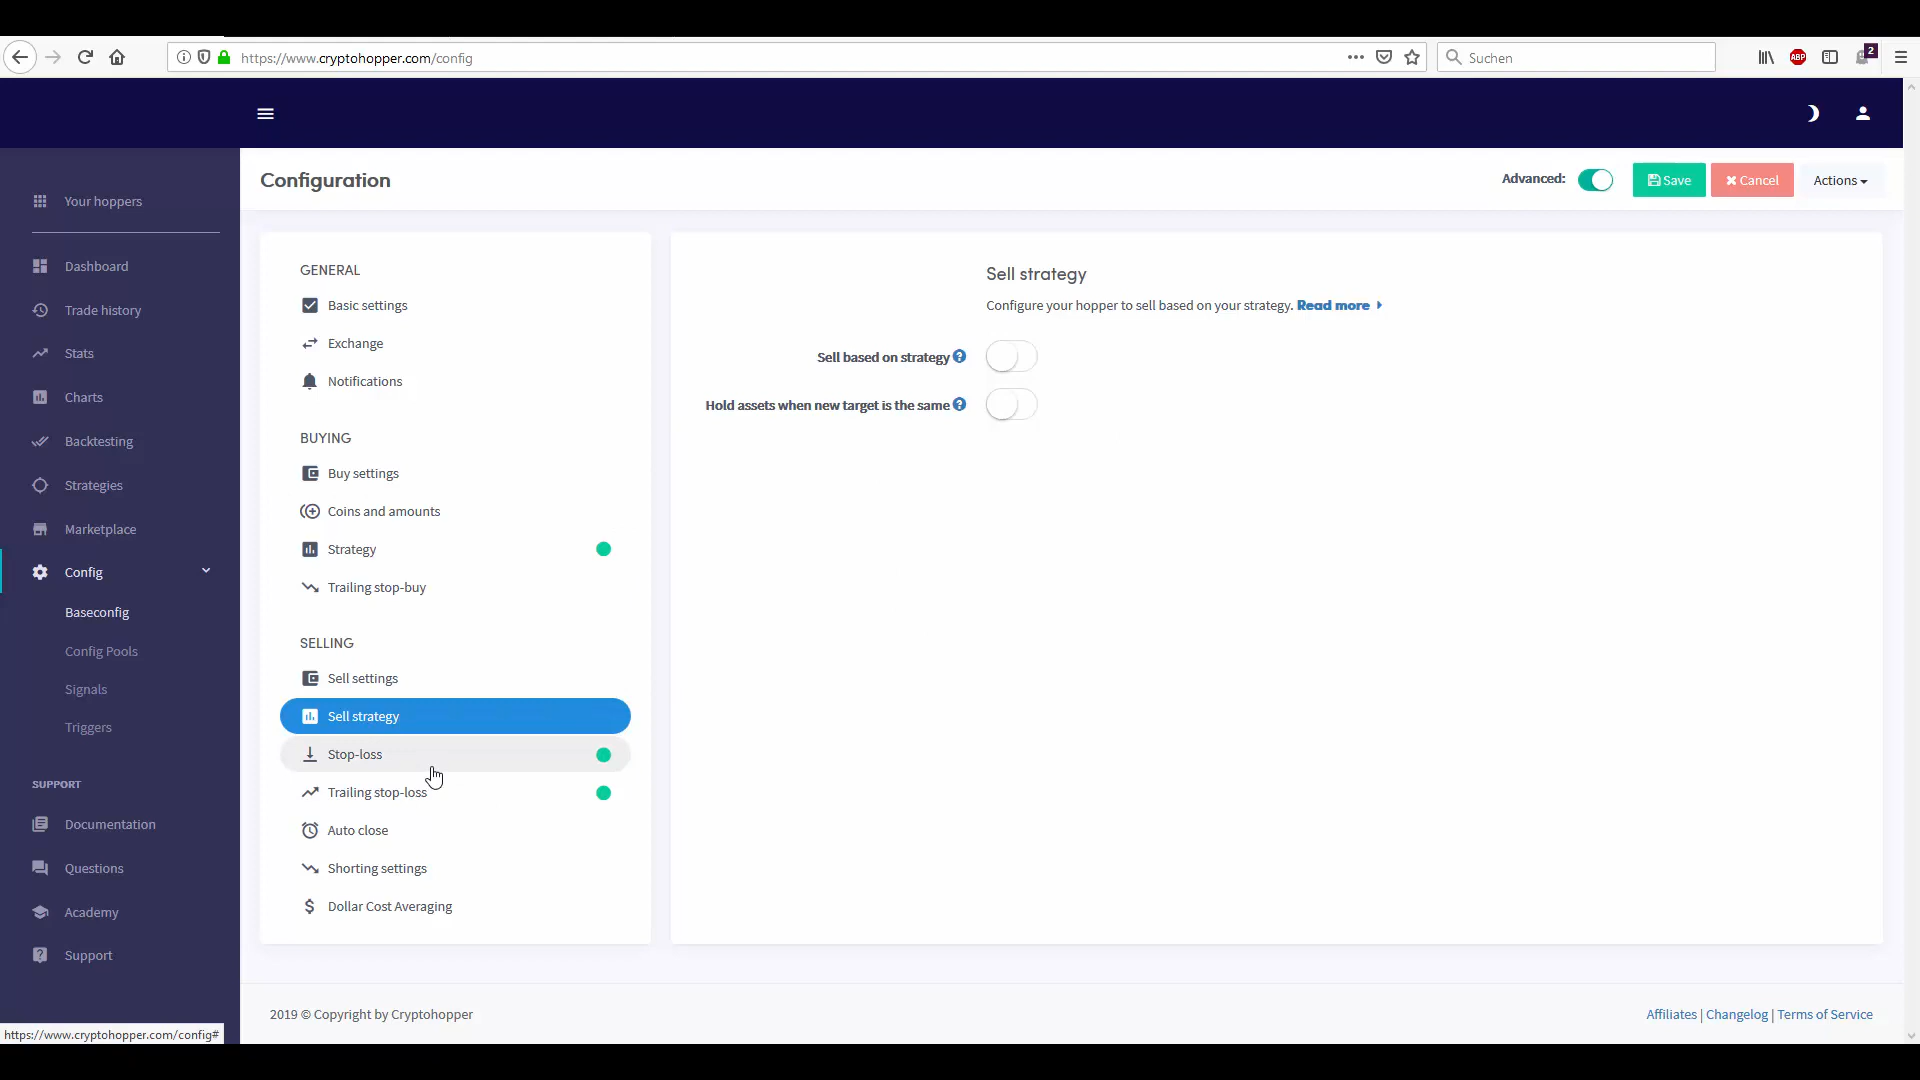 https://www.cryptohopper.com/config
Suchen
ABP
2
Configuration
Advanced:
Save
Cancel
Actions
Your hoppers
Dashboard
Trade history
Stats
Charts
Backtesting
Strategies
Marketplace
Config
Baseconfig
Config Pools
Signals
Triggers
SUPPORT
Documentation
Questions
Academy
Support
GENERAL
Basic settings
Exchange
Notifications
BUYING
Buy settings
Coins and amounts
Strategy
Trailing stop-buy
SELLING
Sell settings
Sell strategy
Stop-loss
Trailing stop-loss
Auto close
Shorting settings
Dollar Cost Averaging
Sell strategy
Configure your hopper to sell based on your strategy. Read more
Sell based on strategy
Hold assets when new target is the same
2019 © Copyright by Cryptohopper
Affiliates | Changelog | Terms of Service
https://www.cryptohopper.com/config#